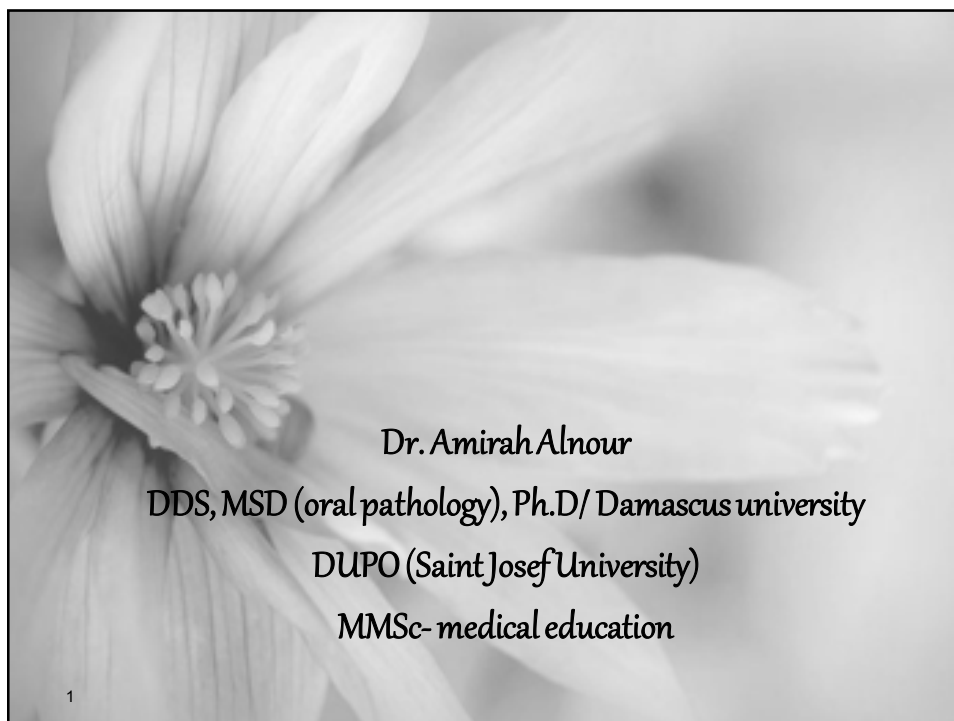 Dr. Amirah Alnour
DDS, MSD (oral pathology), Ph.D/ Damascus university
DUPO (Saint Josef University)
MMSc- medical education
1